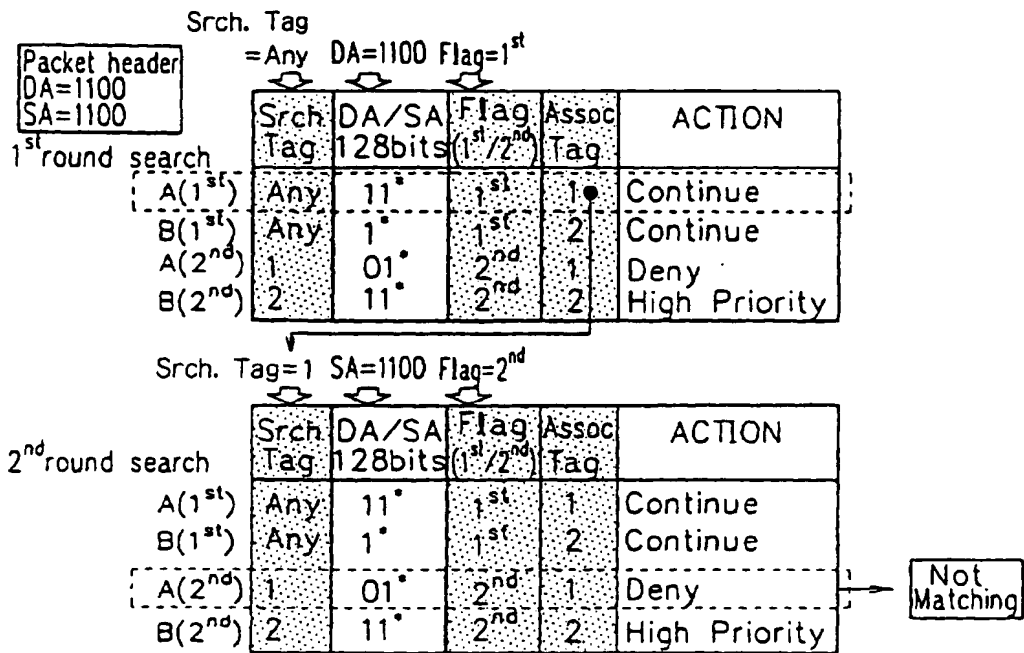 Srch. Tag
=Any DA=1100 Flag=1st
Packet header
DA=1100
SA=1100
Srch Tag DA/SA 128bits Flag (1st/2nd) Assoc Tag ACTION
1st round search
A(1st) Any 11* 1st 1 Continue
B(1st) Any 1* 1st 2 Continue
A(2nd) 1 01* 2nd 1 Deny
B(2nd) 2 11* 2nd 2 High Priority
Srch. Tag=1 SA=1100 Flag=2nd
Srch Tag DA/SA 128bits Flag (1st/2nd) Assoc Tag ACTION
2nd round search
A(1st) Any 11* 1st 1 Continue
B(1st) Any 1* 1st 2 Continue
A(2nd) 1 01* 2nd 1 Deny
Not Matching
B(2nd) 2 11* 2nd 2 High Priority